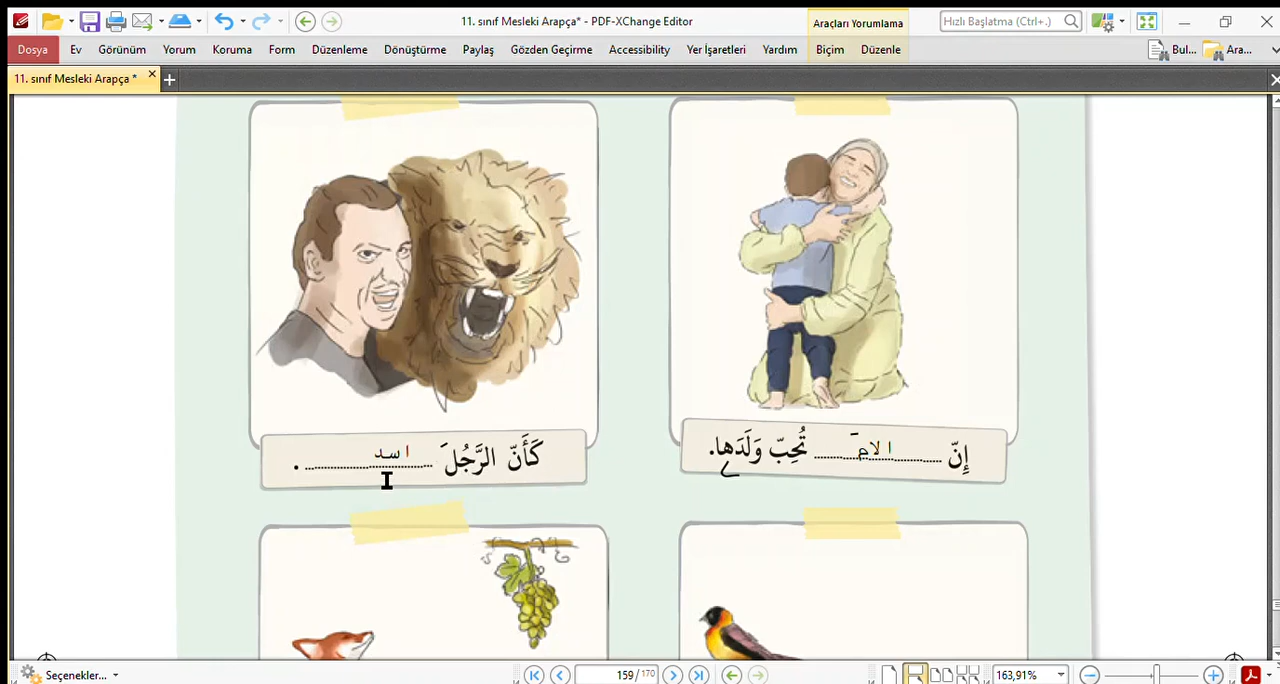 11. sınıf Mesleki Arapça* - PDF-XChange Editor
Araçları Yorumlama
Hızlı Başlatma (Ctrl+.)
Dosya Ev Görünüm Yorum Koruma Form Düzenleme Dönüştürme Paylaş Gözden Geçirme Accessibility Yer İşaretleri Yardım Biçim Düzenle Bul... Ara...
11. sınıf Mesleki Arapça *
إِنّ الامَ تُحِبّ وَلَدَها.
كَأَنّ الرَّجُلَ اسد .
Seçenekler... 159 / 170 163,91%